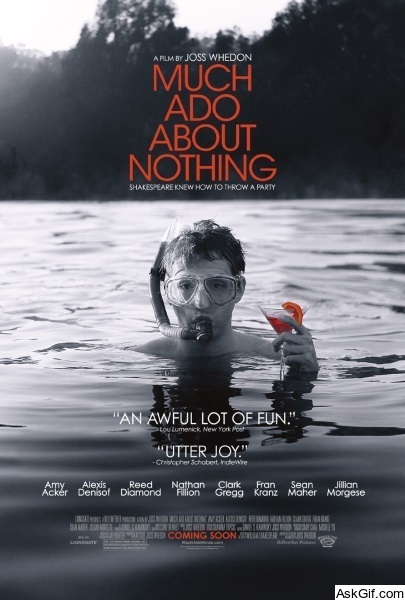 A FILM BY JOSS WHEDON
MUCH
ADO
ABOUT
NOTHING
SHAKESPEARE KNEW HOW TO THROW A PARTY
"AN AWFUL LOT OF FUN."
- Lou Lumenick, New York Post
"UTTER JOY."
- Christopher Schobert, IndieWire
Amy Acker
Alexis Denisof
Reed Diamond
Nathan Fillion
Clark Gregg
Fran Kranz
Sean Maher
Jillian Morgese
LIONSGATE
COMING SOON
AskGif.com